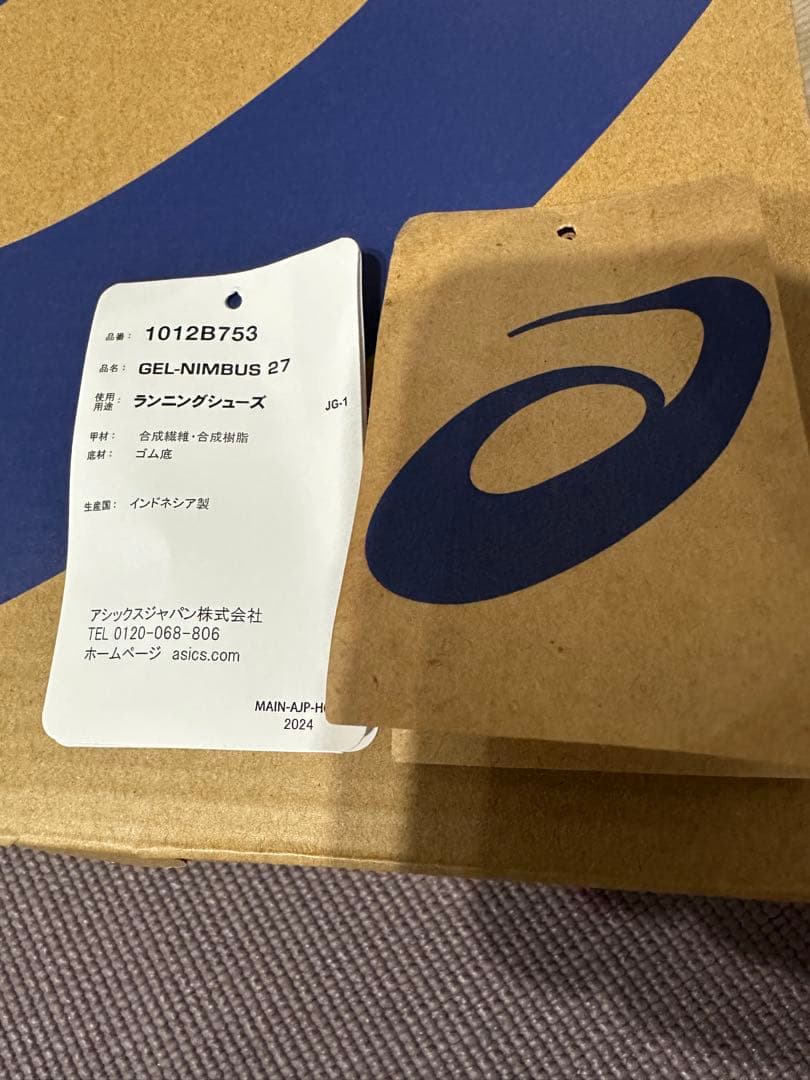 品番: 1012B753
品名: GEL-NIMBUS 27
使用用途: ランニングシューズ JG-1
甲材: 合成繊維・合成樹脂
底材: ゴム底
生産国: インドネシア製
アシックスジャパン株式会社
TEL 0120-068-806
ホームページ asics.com
MAIN-AJP-H
2024